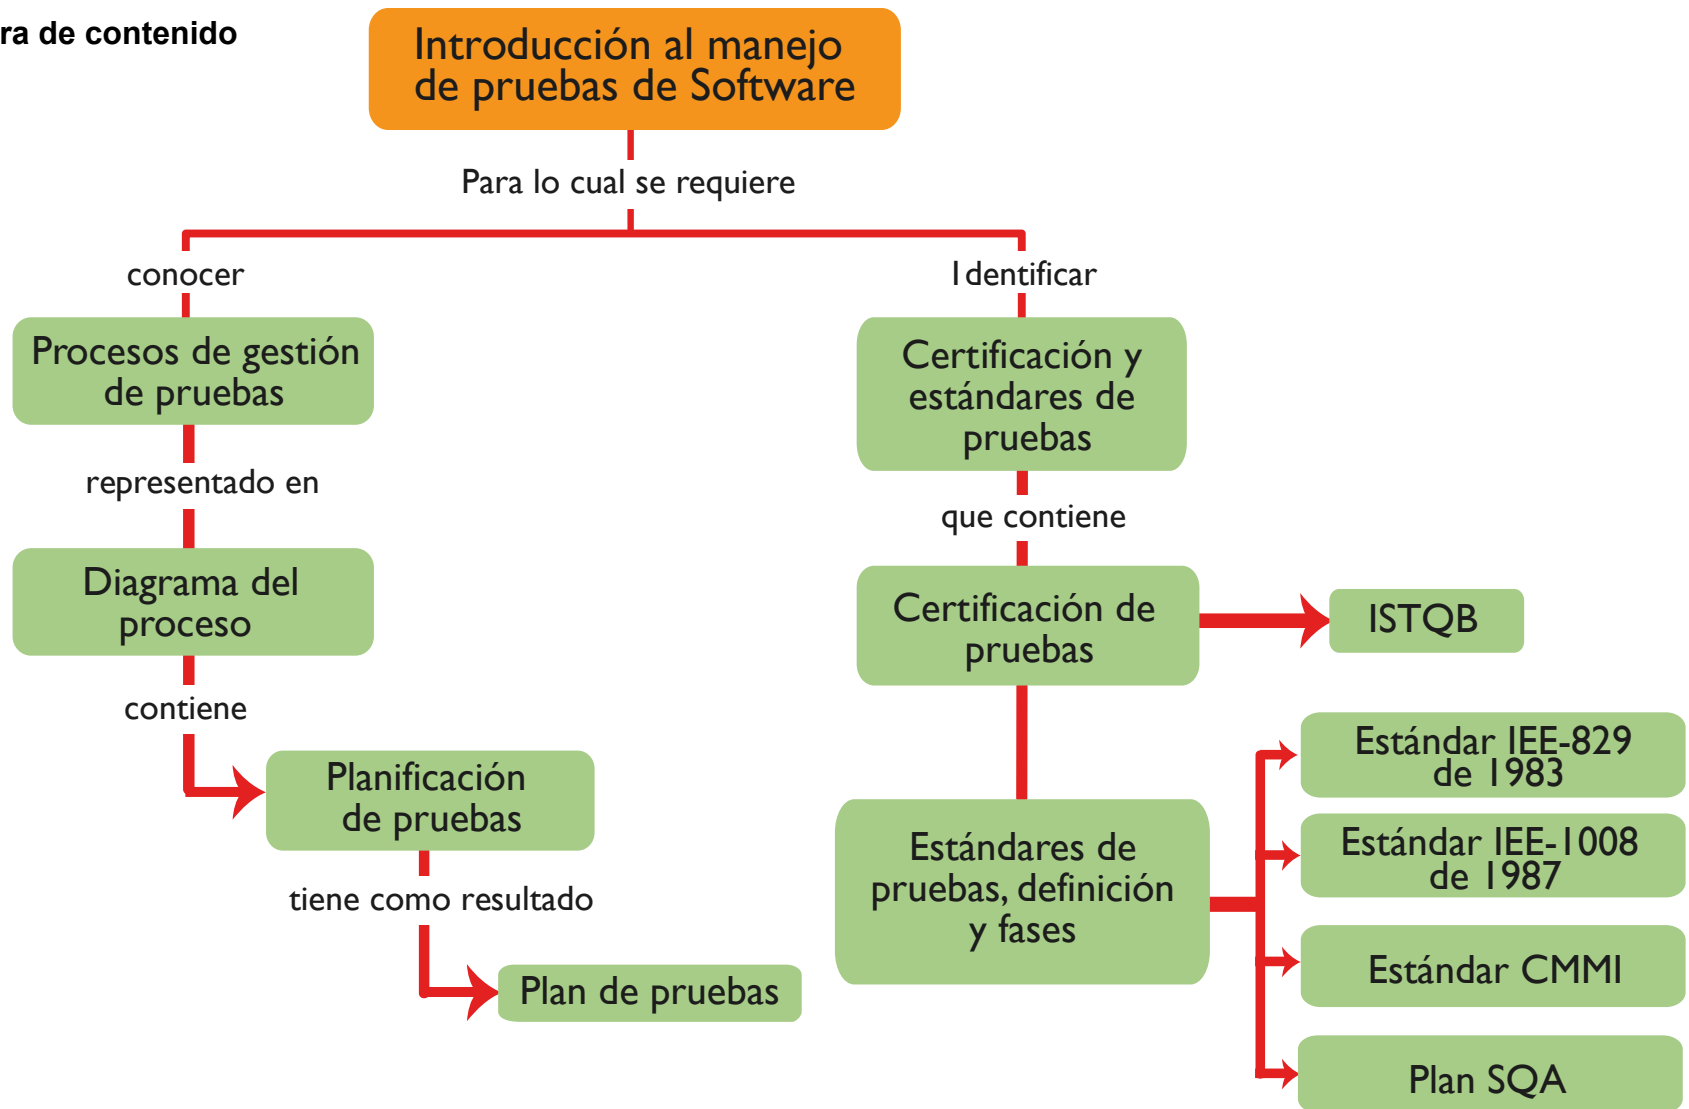 ra de contenido
Introducción al manejo
de pruebas de Software
Para lo cual se requiere
conocer
Identificar
Procesos de gestión
de pruebas
Certificación y
estándares de
pruebas
representado en
que contiene
Diagrama del
proceso
Certificación de
pruebas
ISTQB
contiene
Planificación
de pruebas
Estándar IEE-829
de 1983
Estándares de
pruebas, definición
y fases
Estándar IEE-1008
de 1987
tiene como resultado
Estándar CMMI
Plan de pruebas
Plan SQA